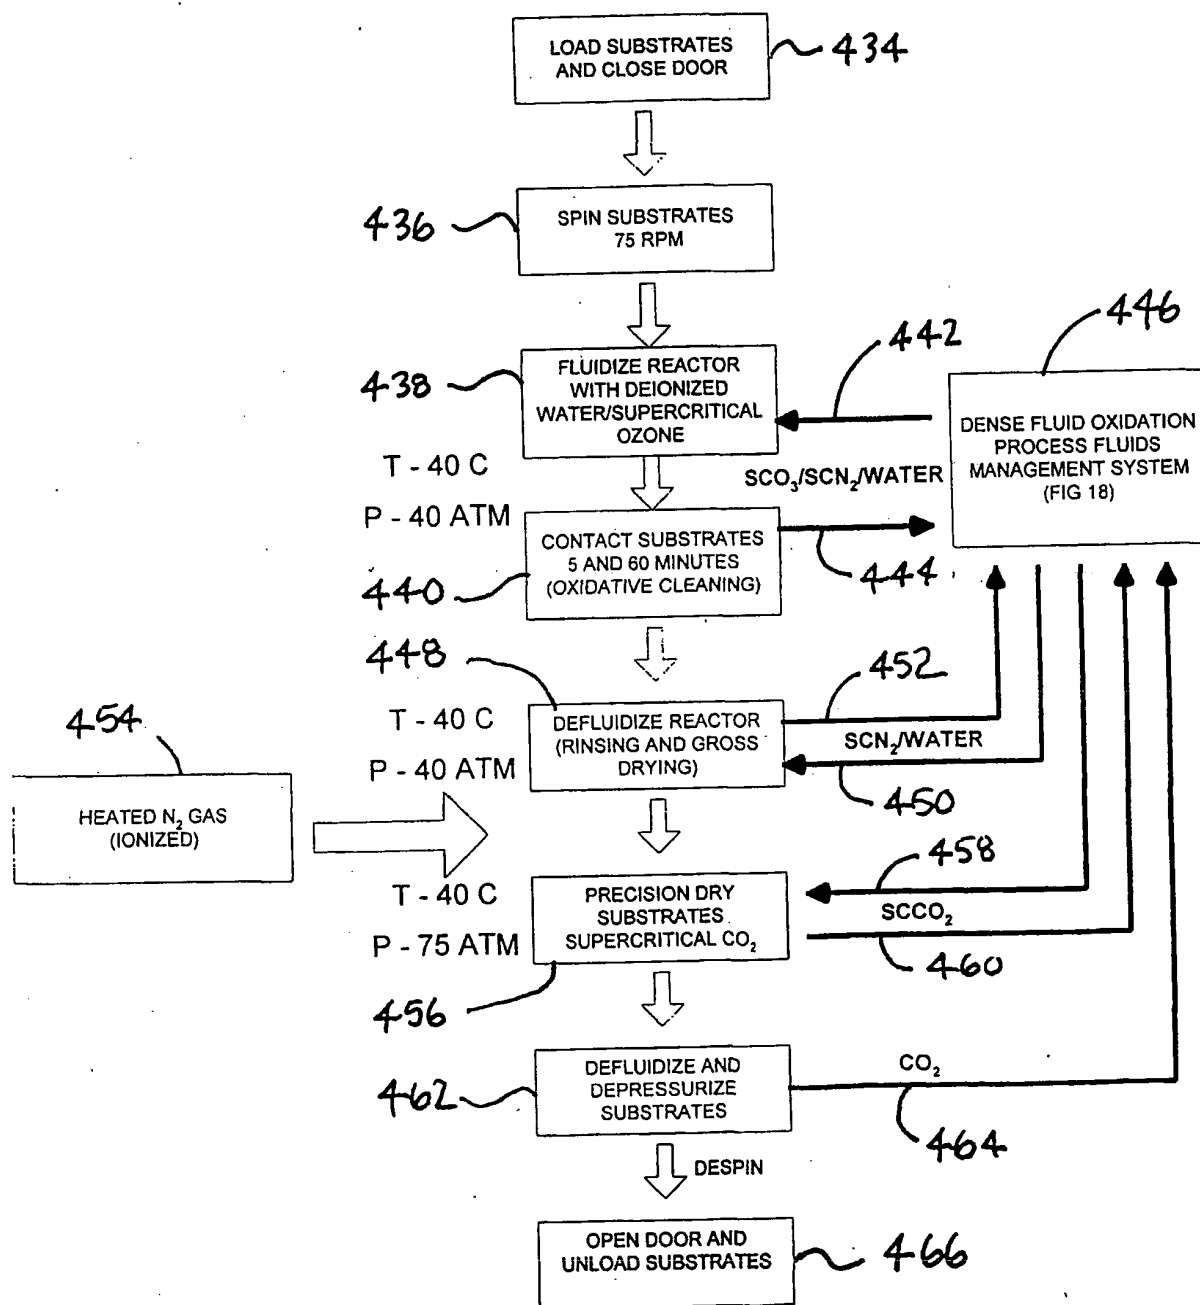 LOAD SUBSTRATES
AND CLOSE DOOR
434
436
SPIN SUBSTRATES
75 RPM
446
442
438
FLUIDIZE REACTOR
WITH DEIONIZED
WATER/SUPERCRITICAL
OZONE
DENSE FLUID OXIDATION
PROCESS FLUIDS
MANAGEMENT SYSTEM
(FIG 18)
T - 40 C
SCO₃/SCN₂/WATER
P - 40 ATM
CONTACT SUBSTRATES
5 AND 60 MINUTES
(OXIDATIVE CLEANING)
440
444
448
452
454
T - 40 C
DEFLUIDIZE REACTOR
(RINSING AND GROSS
DRYING)
SCN₂/WATER
P - 40 ATM
450
HEATED N₂ GAS
(IONIZED)
458
T - 40 C
PRECISION DRY
SUBSTRATES
SUPERCRITICAL CO₂
SCCO₂
P - 75 ATM
460
456
462
DEFLUIDIZE AND
DEPRESSURIZE
SUBSTRATES
CO₂
464
DESPIN
OPEN DOOR AND
UNLOAD SUBSTRATES
466